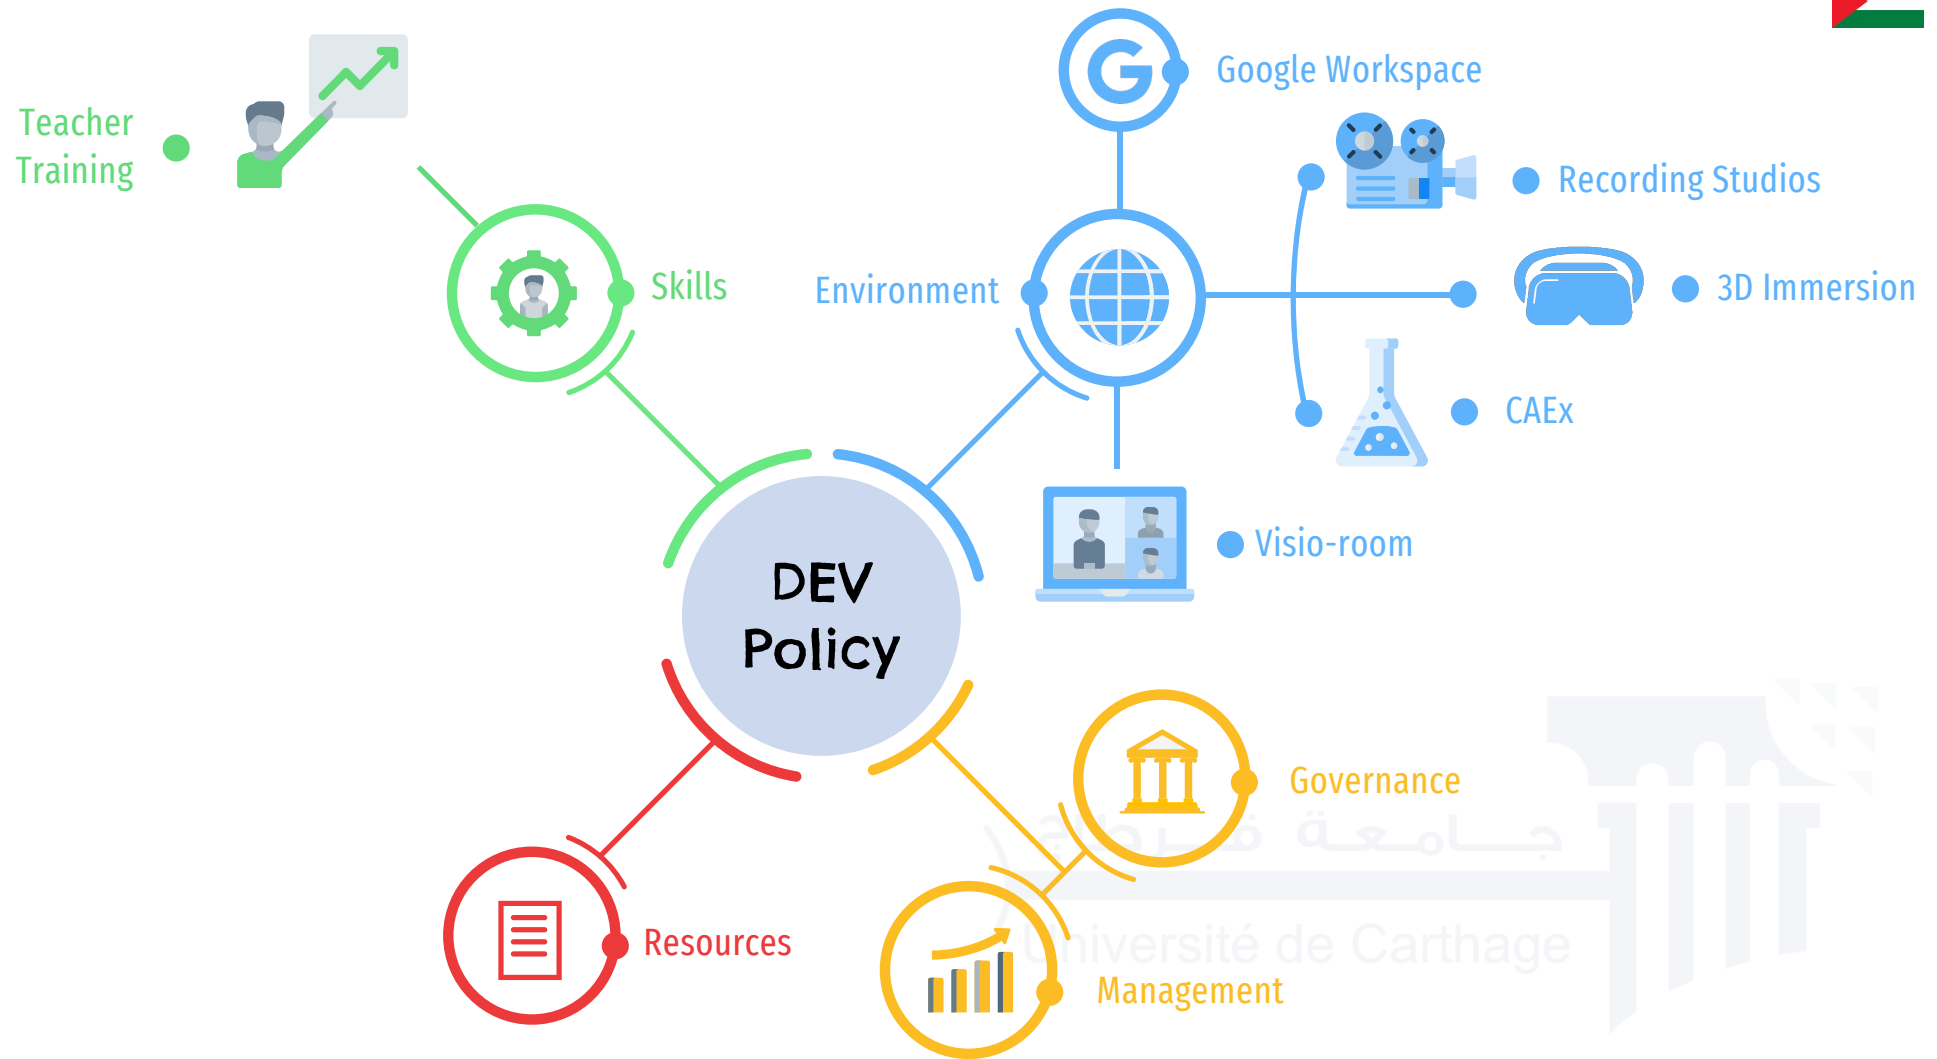 Google Workspace
Teacher
Training
Recording Studios
Skills
Environment
3D Immersion
CAEx
Visio-room
DEV
Policy
Governance
جامعة قرطاج
Resources
Université de Carthage
Management